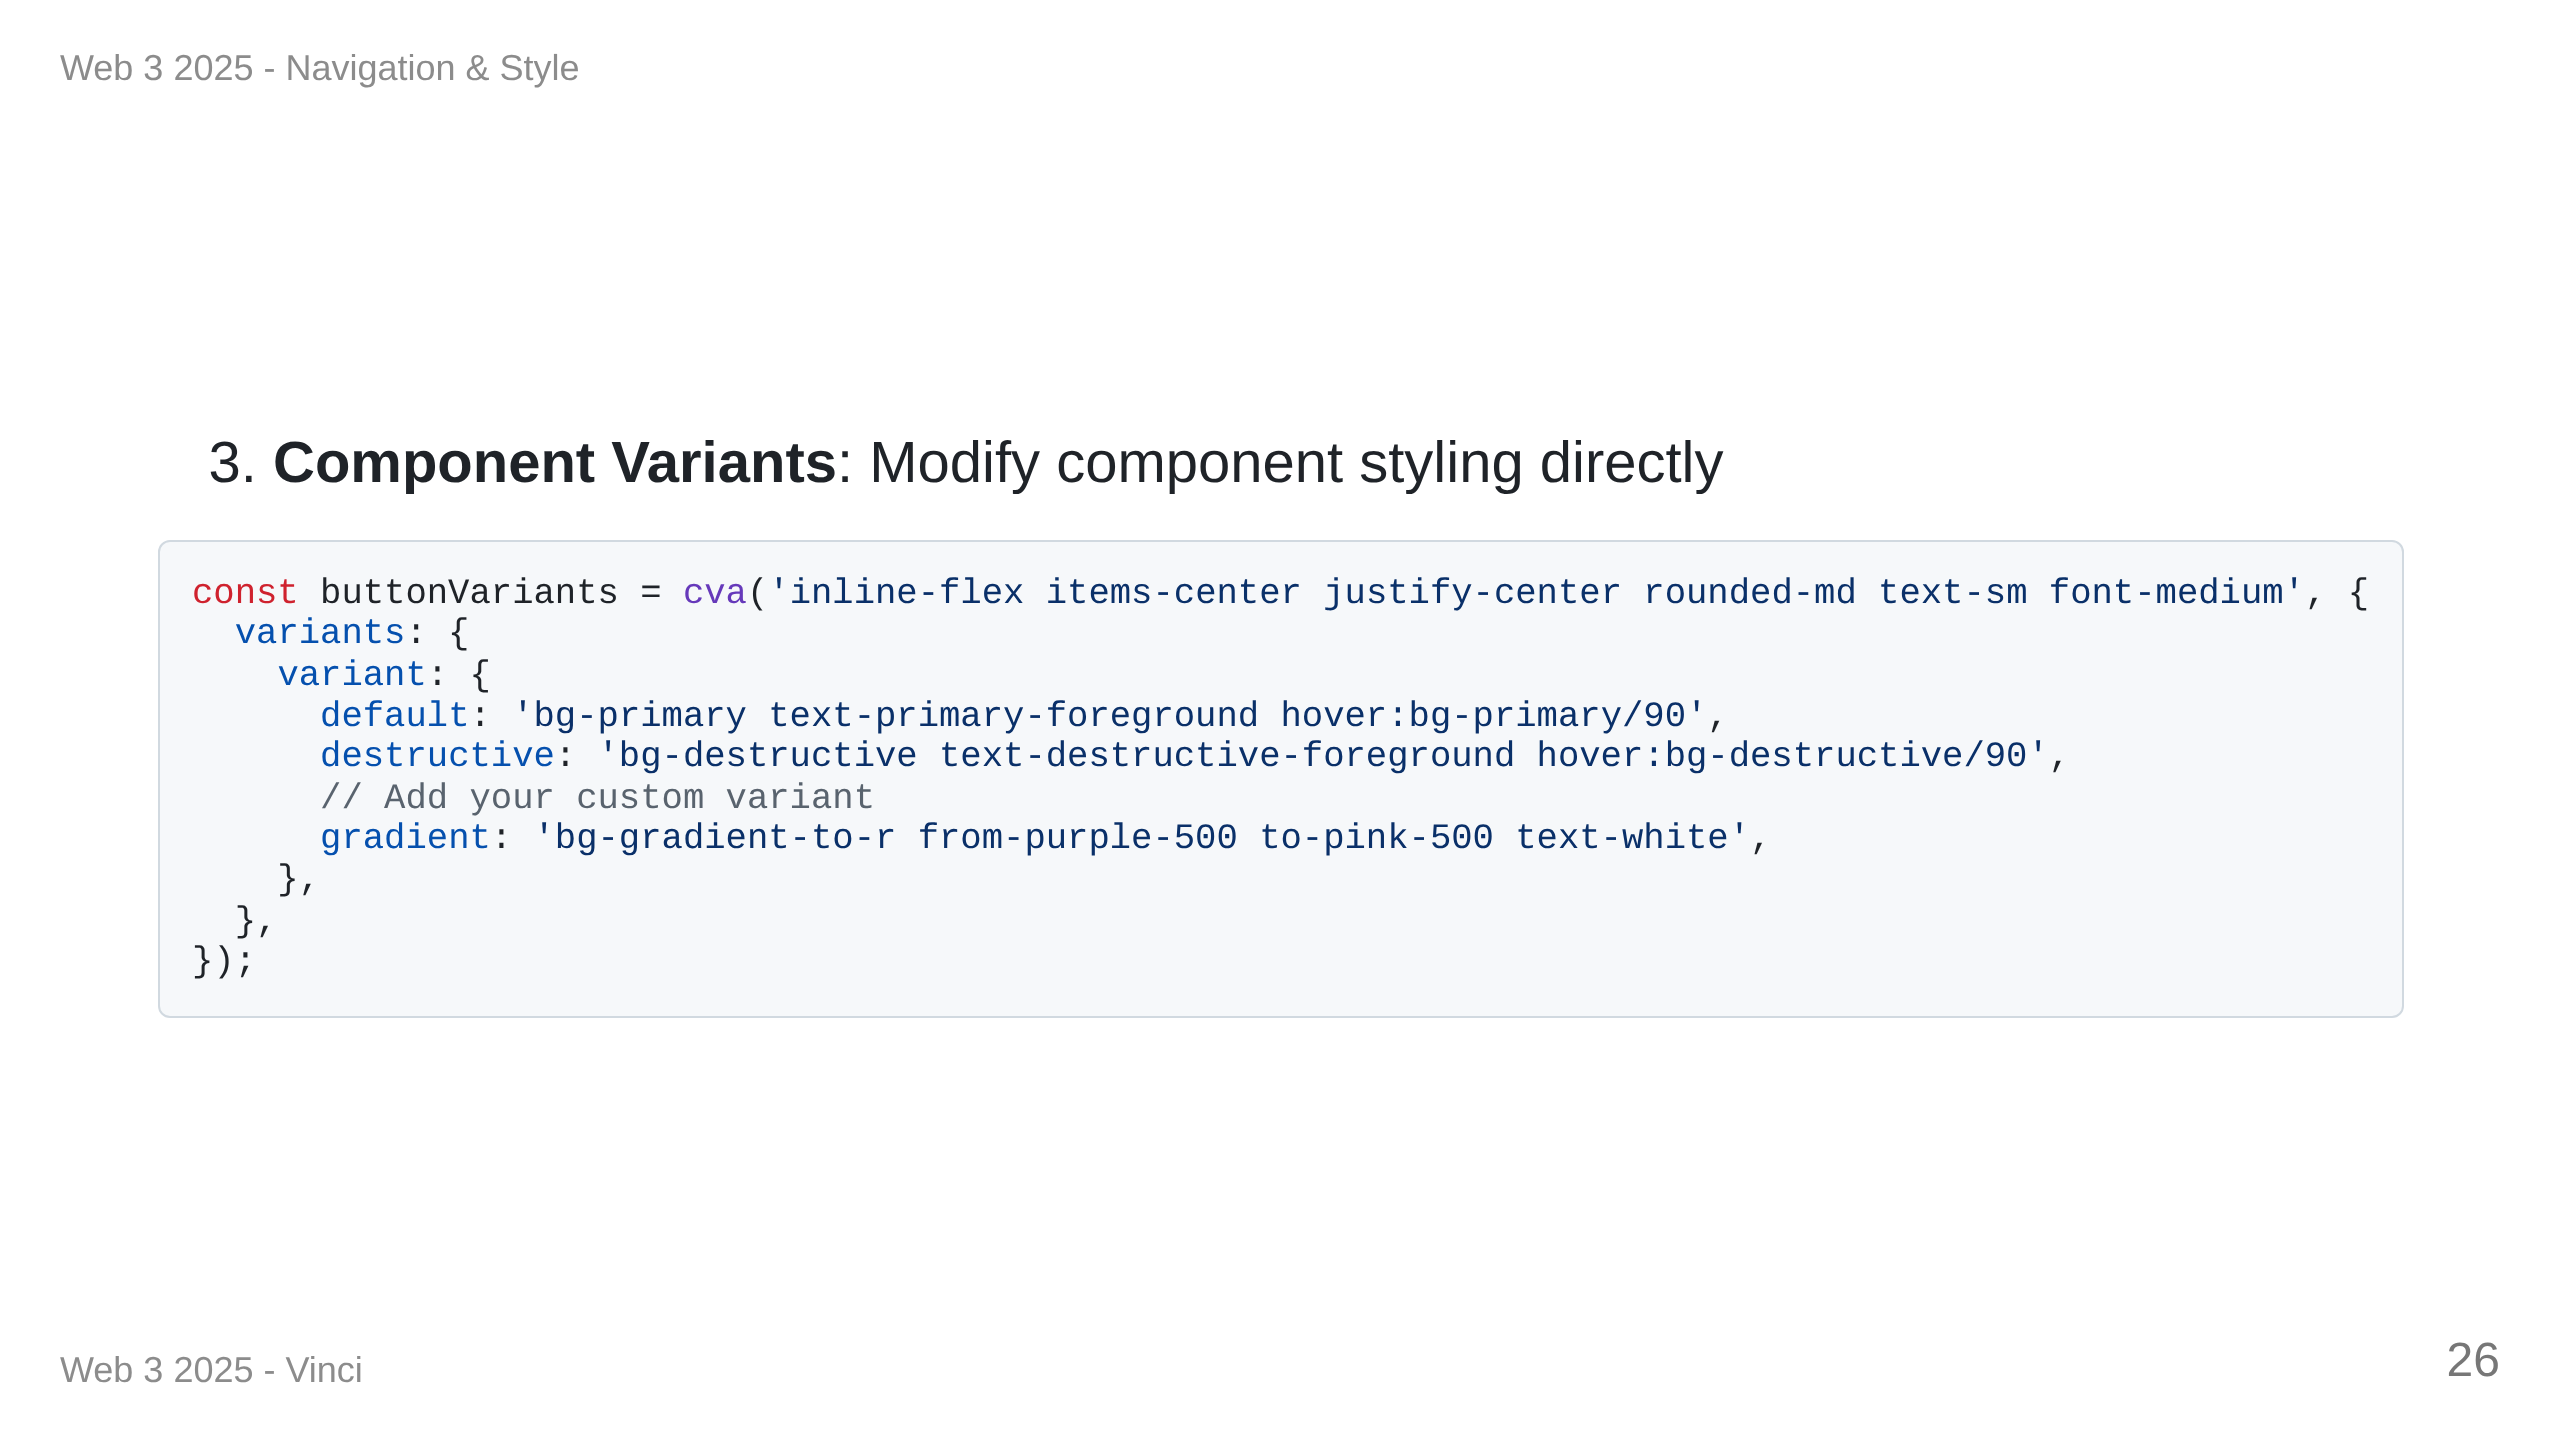 Web 3 2025 - Navigation & Style
3. Component Variants: Modify component styling directly
const buttonVariants = cva('inline-flex items-center justify-center rounded-md text-sm font-medium', {
  variants: {
    variant: {
      default: 'bg-primary text-primary-foreground hover:bg-primary/90',
      destructive: 'bg-destructive text-destructive-foreground hover:bg-destructive/90',
      // Add your custom variant
      gradient: 'bg-gradient-to-r from-purple-500 to-pink-500 text-white',
    },
  },
});
Web 3 2025 - Vinci
26